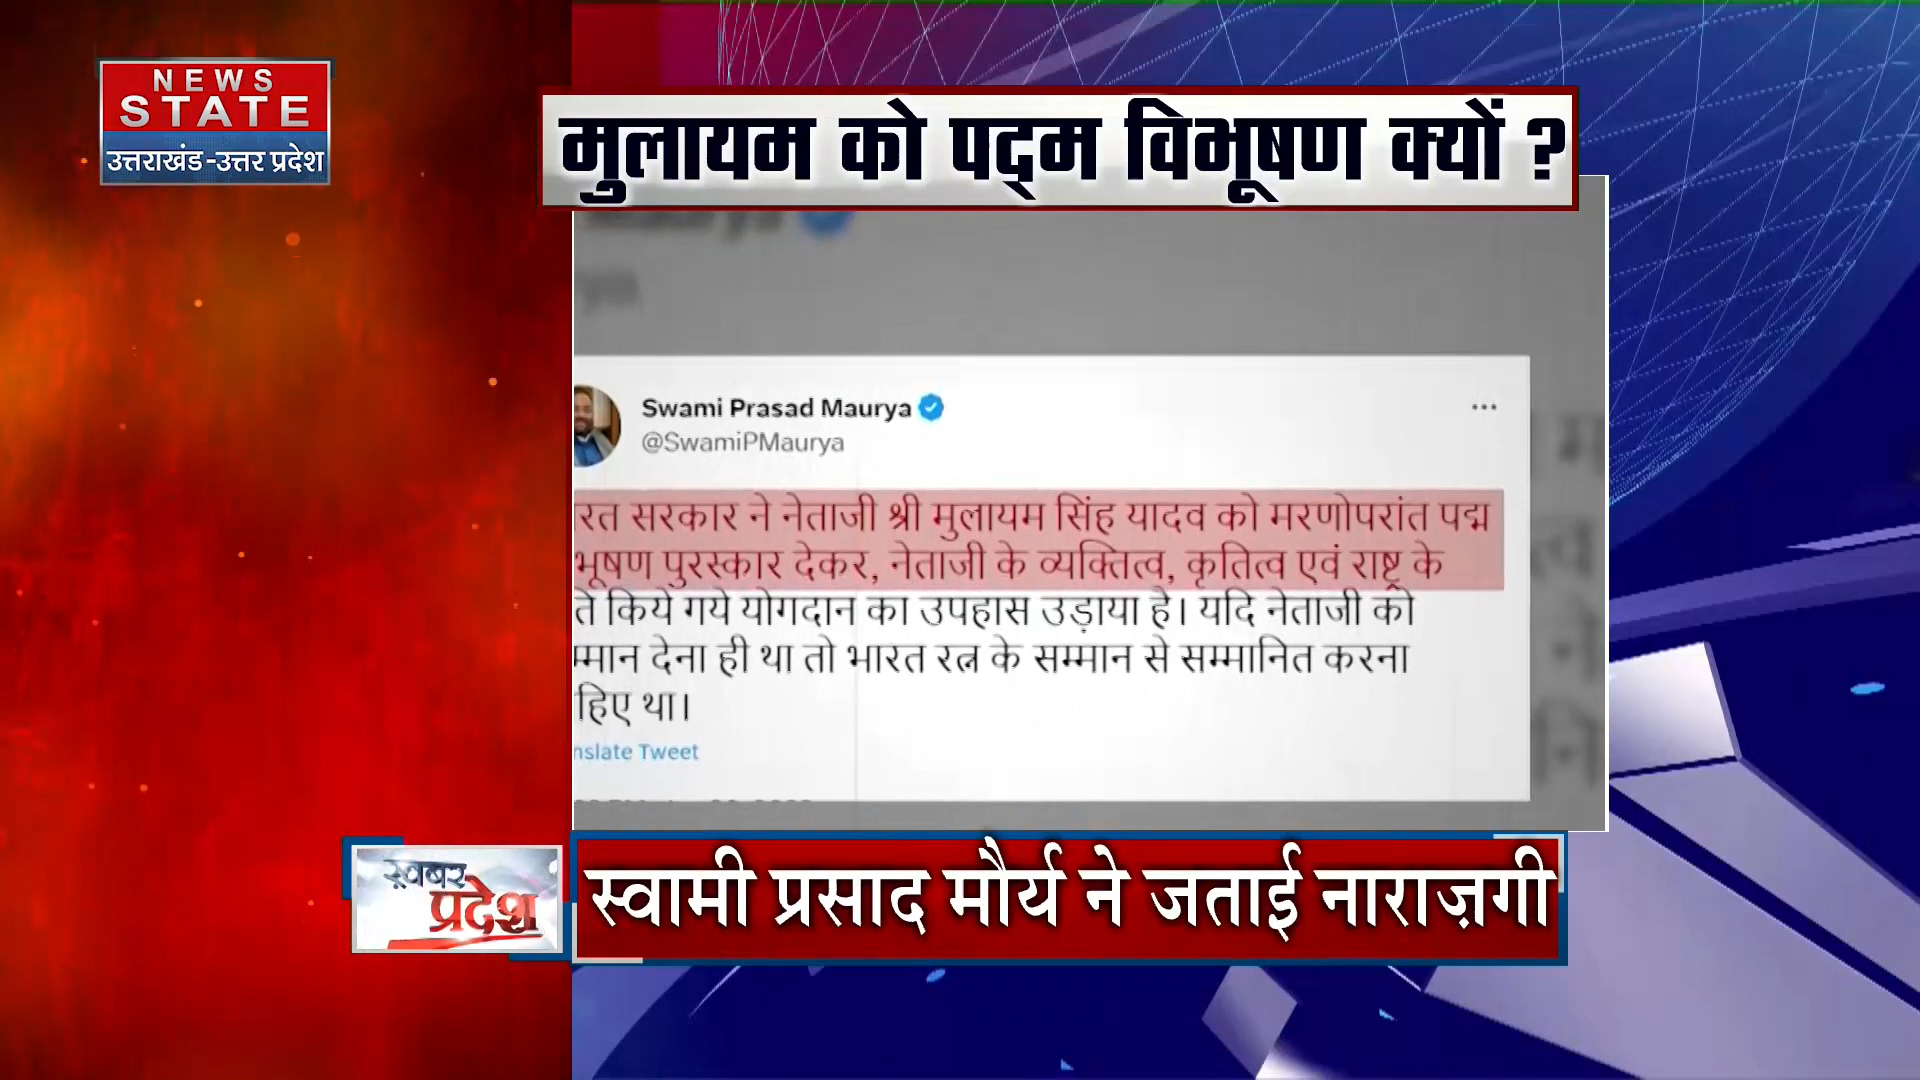 NEWS
STATE
उत्तराखंड-उत्तर प्रदेश
मुलायम को पद्म विभूषण क्यों ?
Swami Prasad Maurya
@SwamiPMaurya
रत सरकार ने नेताजी श्री मुलायम सिंह यादव को मरणोपरांत पद्म
भूषण पुरस्कार देकर, नेताजी के व्यक्तित्व, कृतित्व एवं राष्ट्र के
ति किये गये योगदान का उपहास उड़ाया है। यदि नेताजी को
म्मान देना ही था तो भारत रत्न के सम्मान से सम्मानित करना
हिए था।
nslate Tweet
ख़बर
प्रदेश
स्वामी प्रसाद मौर्य ने जताई नाराज़गी